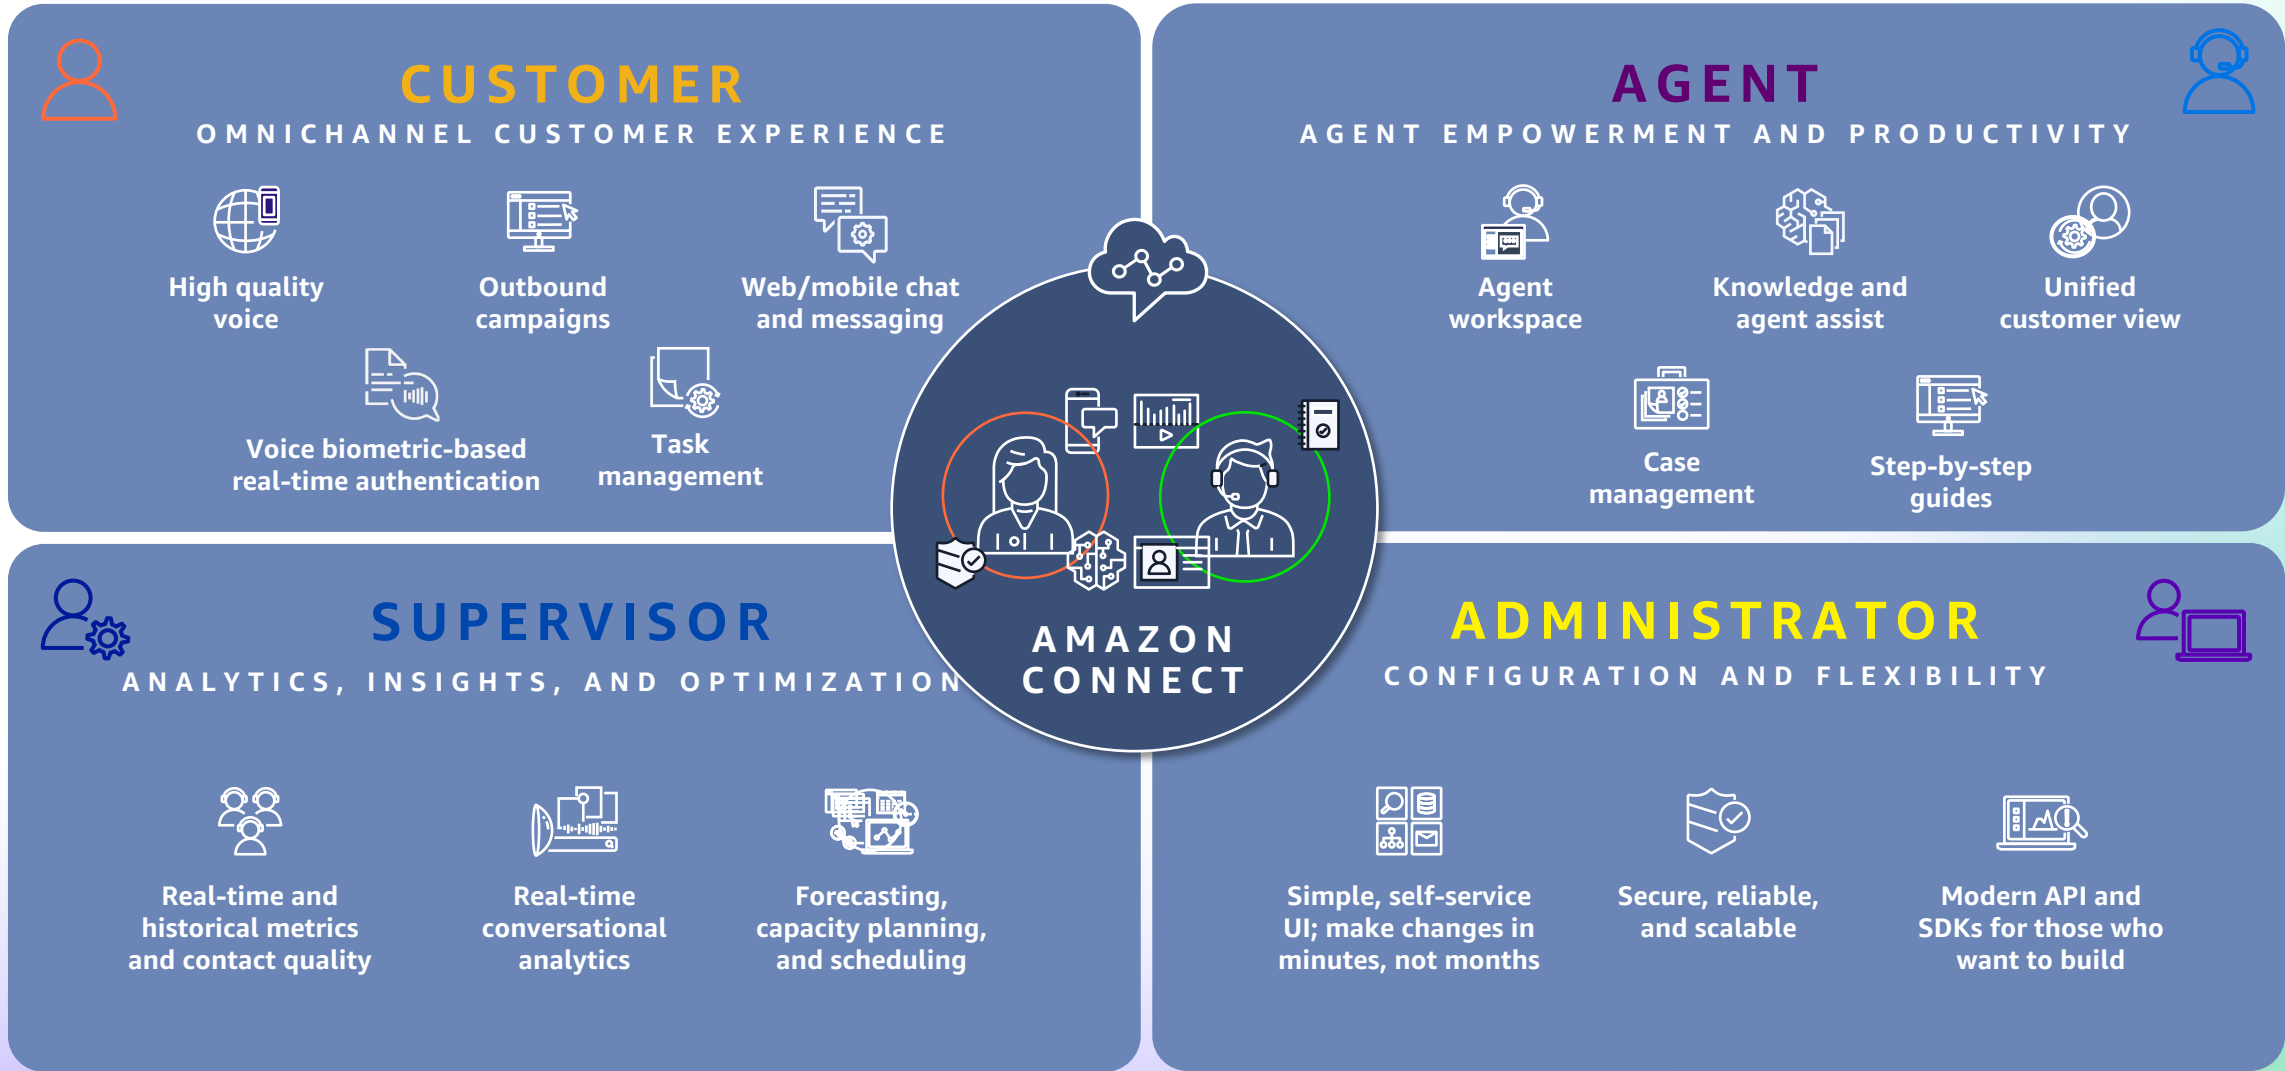 CUSTOMER
OMNICHANNEL CUSTOMER EXPERIENCE
High quality
voice
Outbound
campaigns
Web/mobile chat
and messaging
Voice biometric-based
real-time authentication
Task
management
AGENT
AGENT EMPOWERMENT AND PRODUCTIVITY
Agent
workspace
Knowledge and
agent assist
Unified
customer view
Case
management
Step-by-step
guides
AMAZON
CONNECT
SUPERVISOR
ANALYTICS, INSIGHTS, AND OPTIMIZATION
Real-time and
historical metrics
and contact quality
Real-time
conversational
analytics
Forecasting,
capacity planning,
and scheduling
ADMINISTRATOR
CONFIGURATION AND FLEXIBILITY
Simple, self-service
UI; make changes in
minutes, not months
Secure, reliable,
and scalable
Modern API and
SDKs for those who
want to build